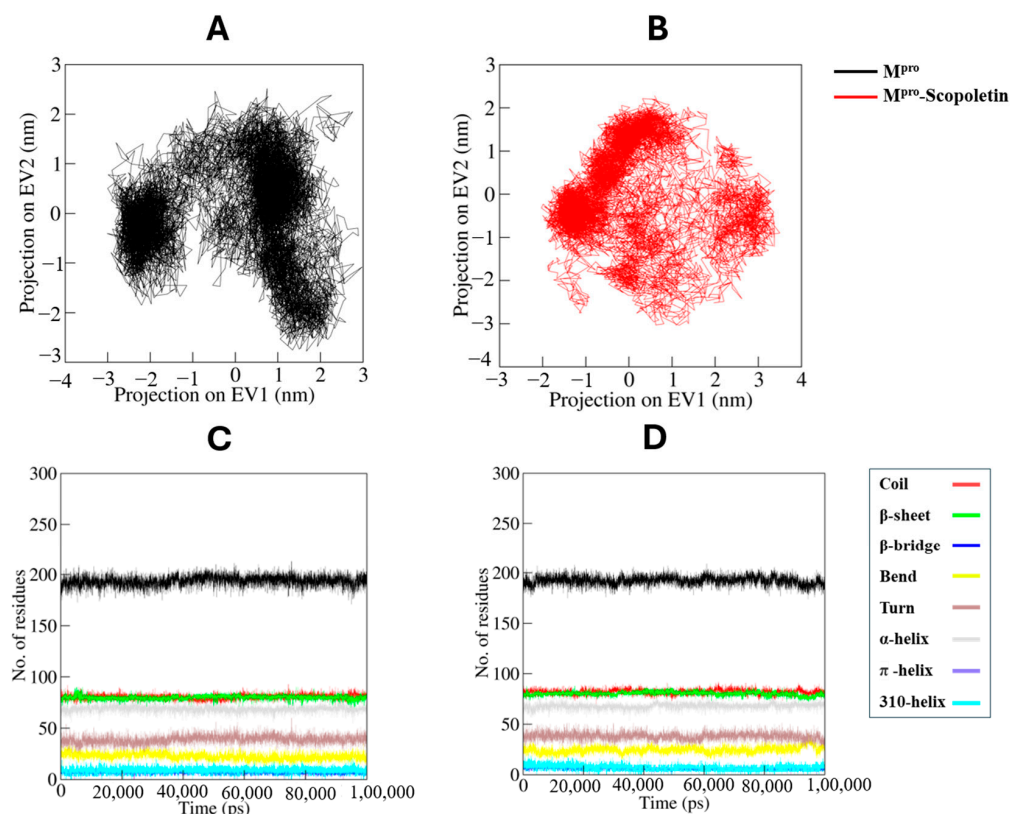 A
B
3
2
1
0
−1
−2
−3
−4 −3 −2 −1 0 1 2 3
Projection on EV2 (nm)
Projection on EV1 (nm)
3
2
1
0
−1
−2
−3
−4
−3 −2 −1 0 1 2 3 4
Projection on EV2 (nm)
Projection on EV1 (nm)
Mpro
Mpro-Scopoletin
C
D
300
250
200
150
100
50
0
0 20,000 40,000 60,000 80,000 1,00,000
No. of residues
Time (ps)
300
250
200
150
100
50
0
0 20,000 40,000 60,000 80,000 1,00,000
No. of residues
Time (ps)
Coil
β-sheet
β-bridge
Bend
Turn
α-helix
π -helix
310-helix